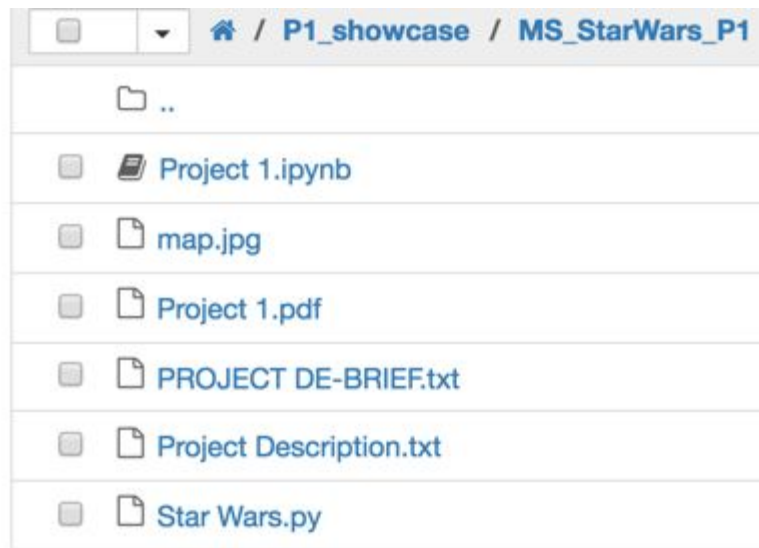 / P1_showcase / MS_StarWars_P1
..
Project 1.ipynb
map.jpg
Project 1.pdf
PROJECT DE-BRIEF.txt
Project Description.txt
Star Wars.py